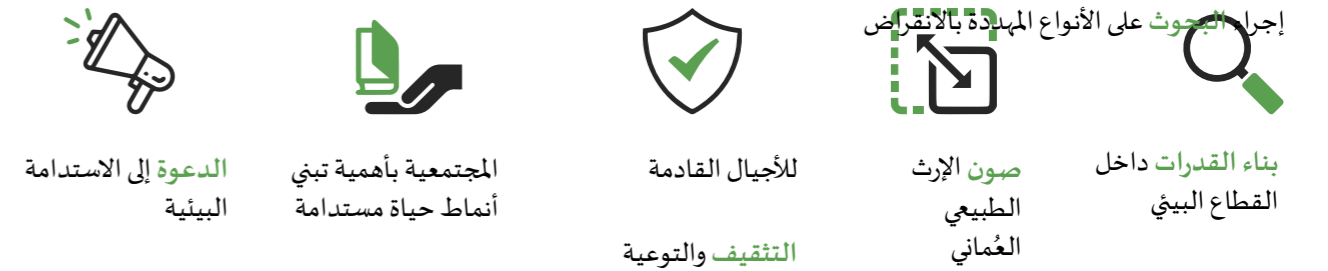 إجراء البحوث على الأنواع المهددة بالانقراض
بناء القدرات داخل
القطاع البيئي
صون الإرث
الطبيعي
العُماني
للأجيال القادمة
التثقيف والتوعية
المجتمعية بأهمية تبني
أنماط حياة مستدامة
الدعوة إلى الاستدامة
البيئية